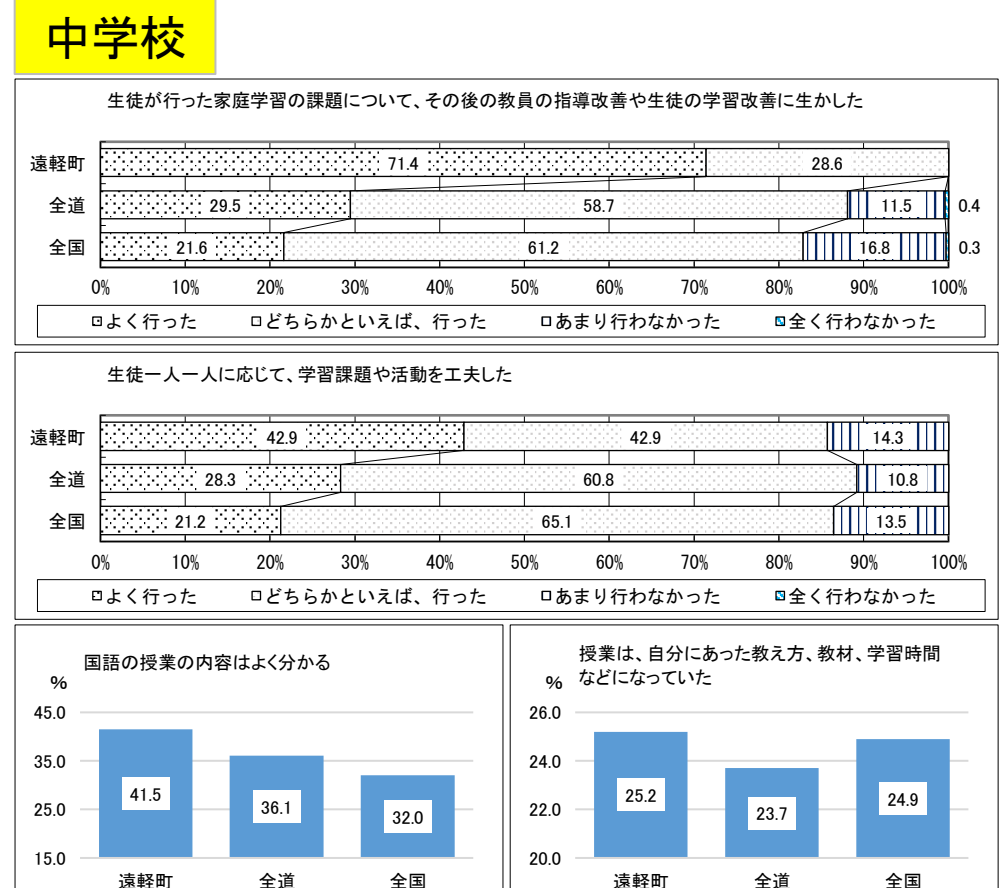 中学校
生徒が行った家庭学習の課題について、その後の教員の指導改善や生徒の学習改善に生かした
遠軽町 71.4 28.6
全道 29.5 58.7 11.5 0.4
全国 21.6 61.2 16.8 0.3
0% 10% 20% 30% 40% 50% 60% 70% 80% 90% 100%
よく行った どちらかといえば、行った あまり行わなかった 全く行わなかった
生徒一人一人に応じて、学習課題や活動を工夫した
遠軽町 42.9 42.9 14.3
全道 28.3 60.8 10.8
全国 21.2 65.1 13.5
0% 10% 20% 30% 40% 50% 60% 70% 80% 90% 100%
よく行った どちらかといえば、行った あまり行わなかった 全く行わなかった
国語の授業の内容はよく分かる
%
45.0
35.0
25.0
15.0
41.5 36.1 32.0
遠軽町 全道 全国
授業は、自分にあった教え方、教材、学習時間
などになっていた
%
26.0
24.0
22.0
20.0
25.2 23.7 24.9
遠軽町 全道 全国